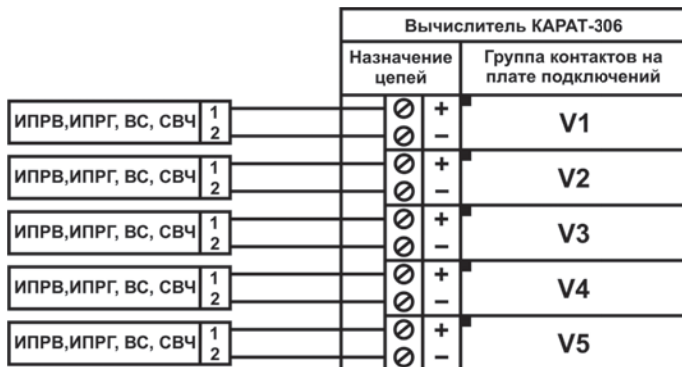 Вычислитель КАРАТ-306
Назначение цепей
Группа контактов на плате подключений
ИПРВ,ИПРГ, ВС, СВЧ 1 + V1
2 –
ИПРВ,ИПРГ, ВС, СВЧ 1 + V2
2 –
ИПРВ,ИПРГ, ВС, СВЧ 1 + V3
2 –
ИПРВ,ИПРГ, ВС, СВЧ 1 + V4
2 –
ИПРВ,ИПРГ, ВС, СВЧ 1 + V5
2 –